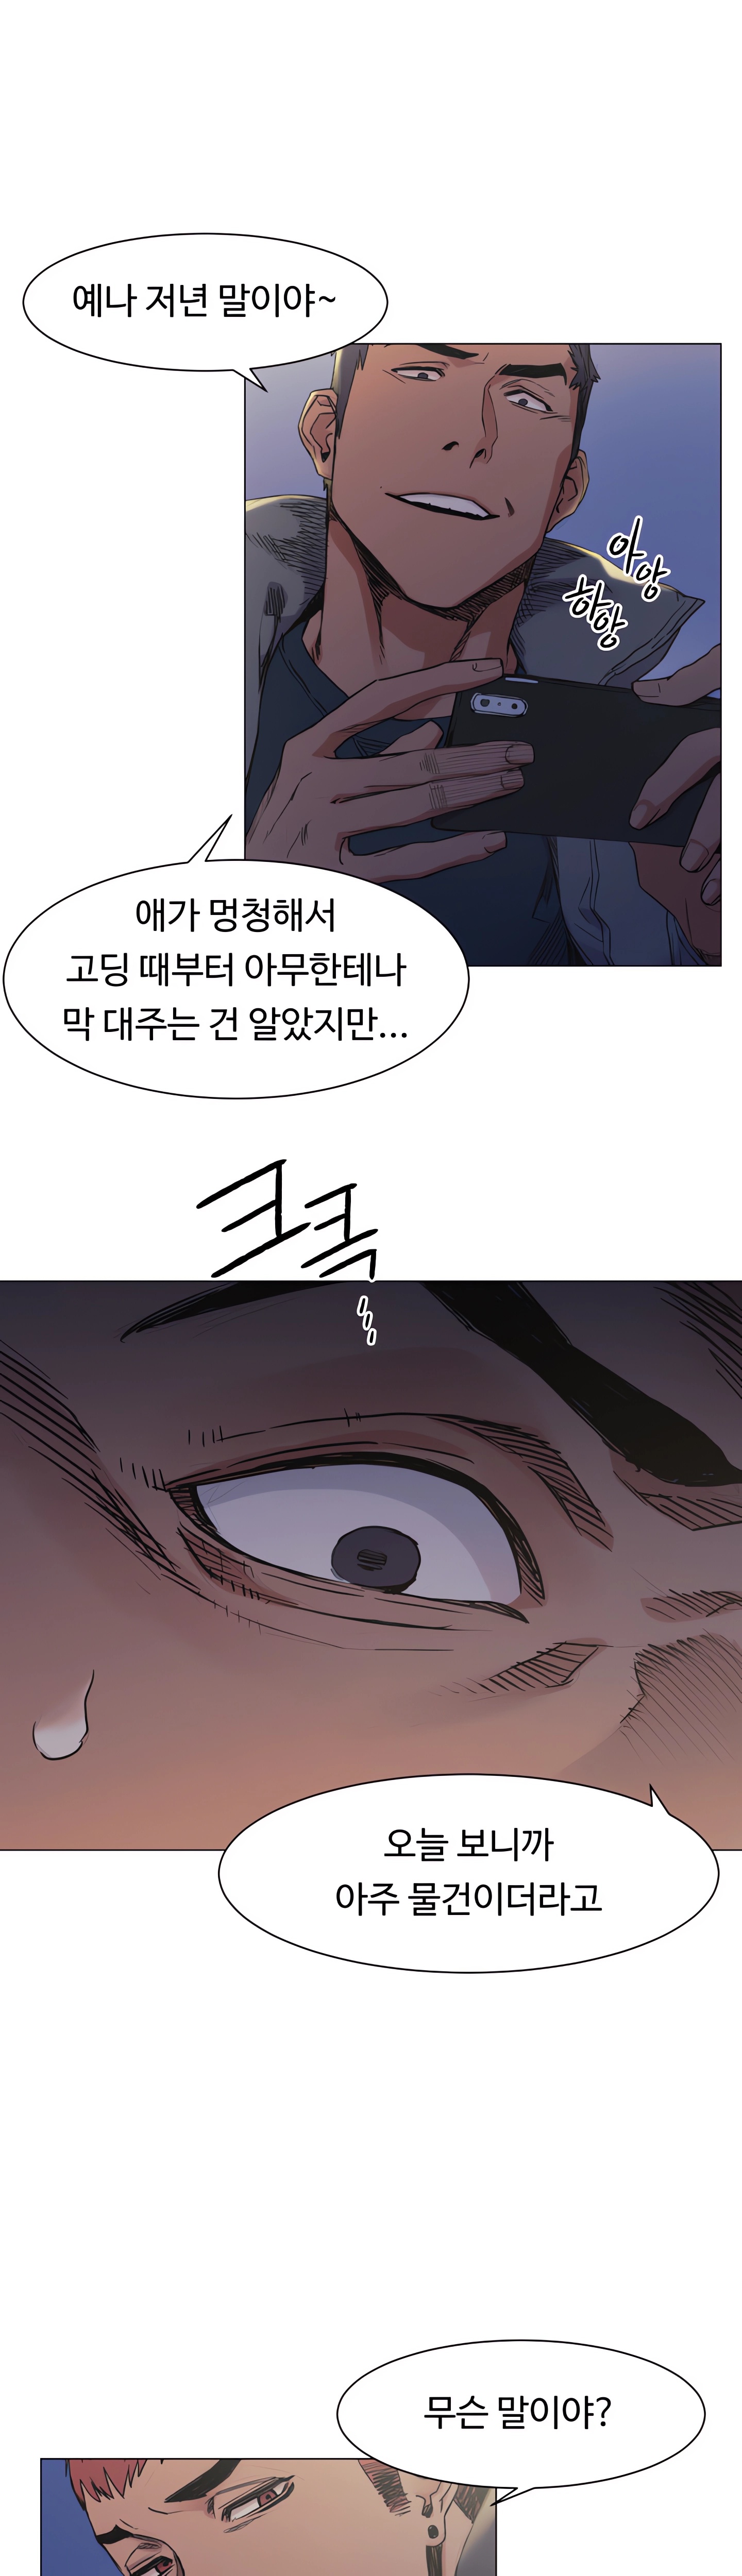 예나 저년 말이야~
아앙
하앙
애가 멍청해서
고딩 때부터 아무한테나
막 대주는 건 알았지만...
크큭
오늘 보니까
아주 물건이더라고
무슨 말이야?